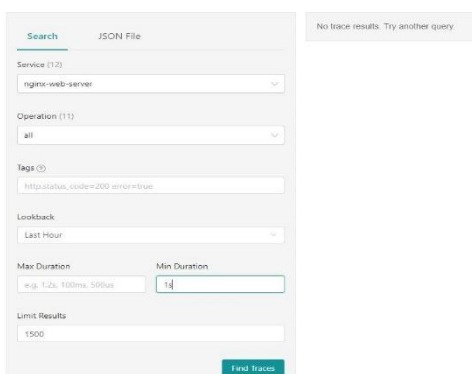 Search JSON File
Service (12)
nginx-web-server
Operation (11)
all
Tags
http.status_code=200 error=true
Lookback
Last Hour
Max Duration Min Duration
e.g. 1.2s, 100ms, 500us 1s
Limit Results
1500
Find Traces
No trace results. Try another query.